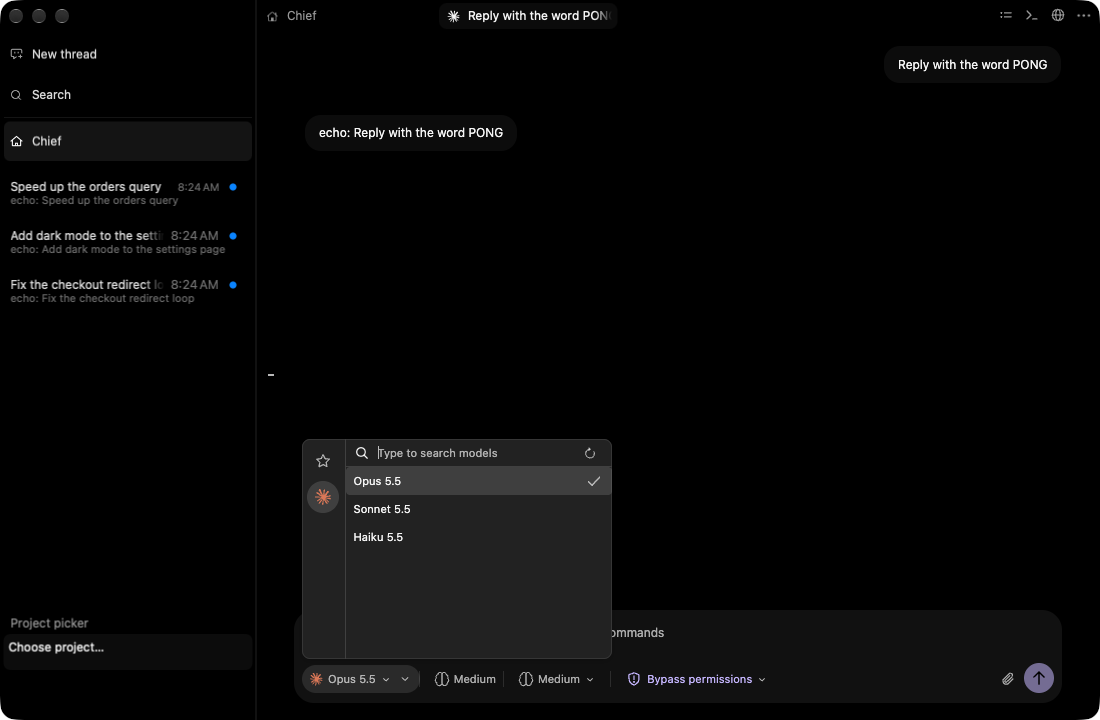 Chief
Reply with the word PON
New thread
Search
Chief
Speed up the orders query 8:24 AM
echo: Speed up the orders query
Add dark mode to the setti 8:24 AM
echo: Add dark mode to the settings page
Fix the checkout redirect lo 8:24 AM
echo: Fix the checkout redirect loop
Project picker
Choose project...
Reply with the word PONG
echo: Reply with the word PONG
Type to search models
Opus 5.5
Sonnet 5.5
Haiku 5.5
ommands
Opus 5.5 Medium Medium Bypass permissions